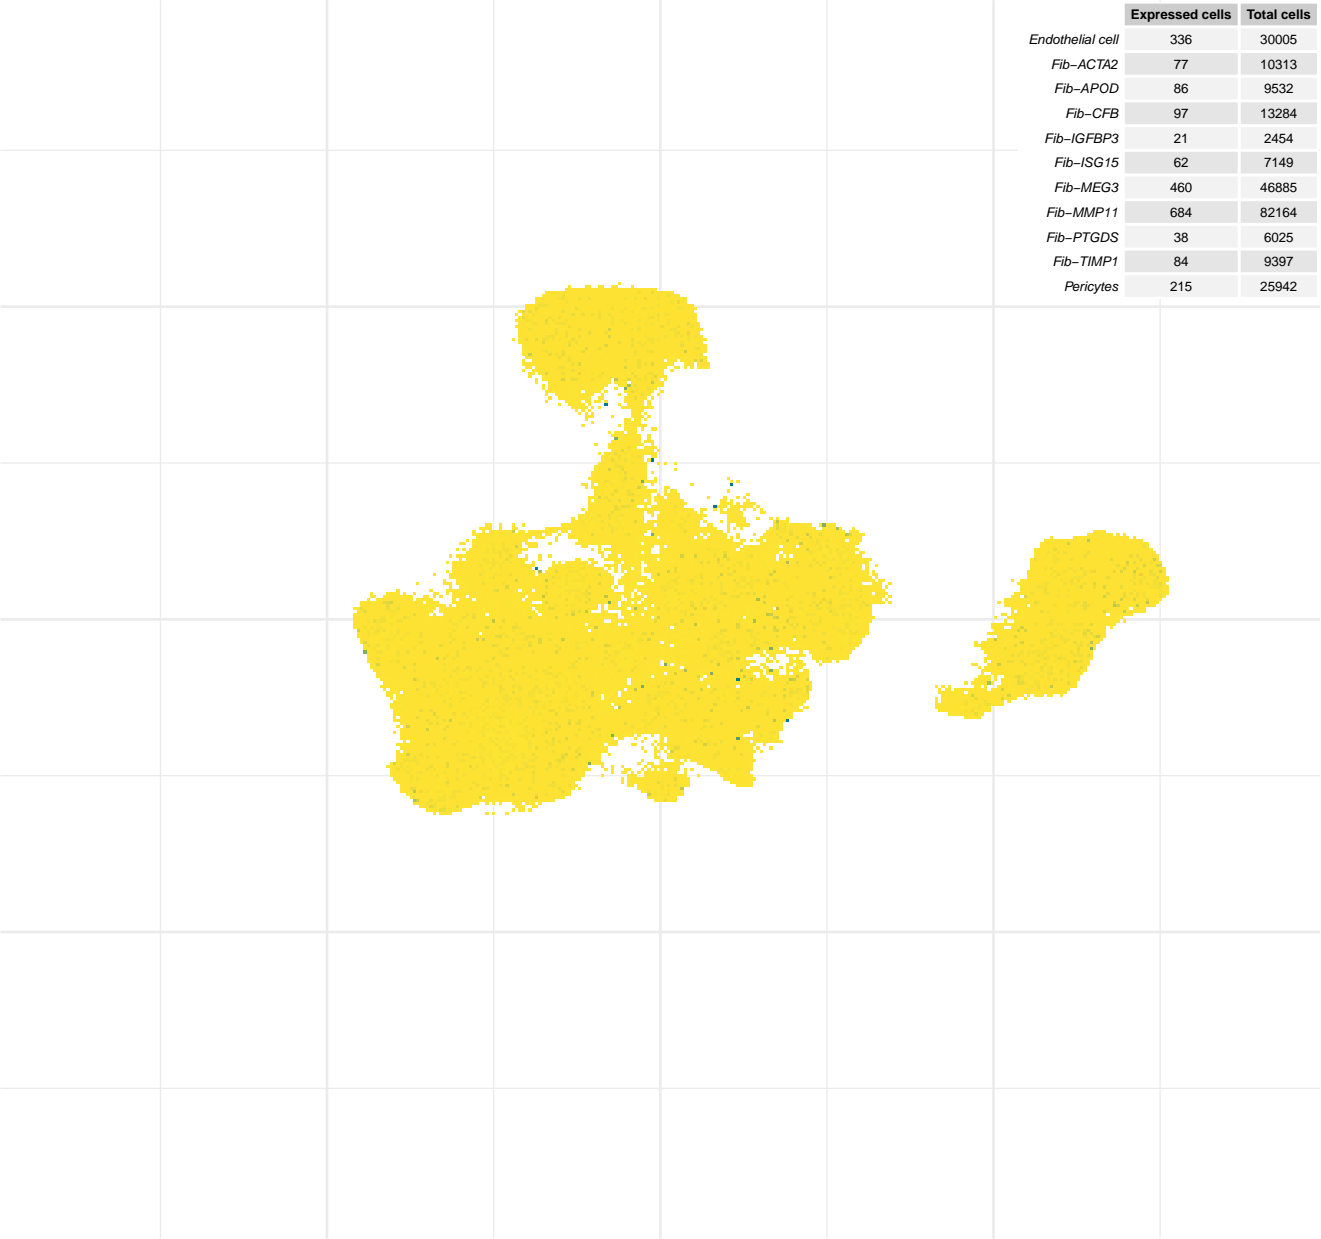 Expressed cells Total cells
Endothelial cell 336 30005
Fib−ACTA2 77 10313
Fib−APOD 86 9532
Fib−CFB 97 13284
Fib−IGFBP3 21 2454
Fib−ISG15 62 7149
Fib−MEG3 460 46885
Fib−MMP11 684 82164
Fib−PTGDS 38 6025
Fib−TIMP1 84 9397
Pericytes 215 25942